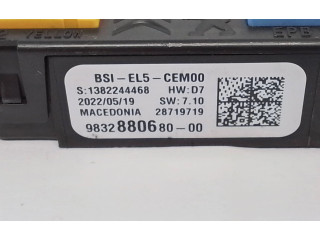 BSI-EL5-CEM00
S:1382244468 HW:D7
2022/05/19 SW:7.10
MACEDONIA 28719719
9832880680-00